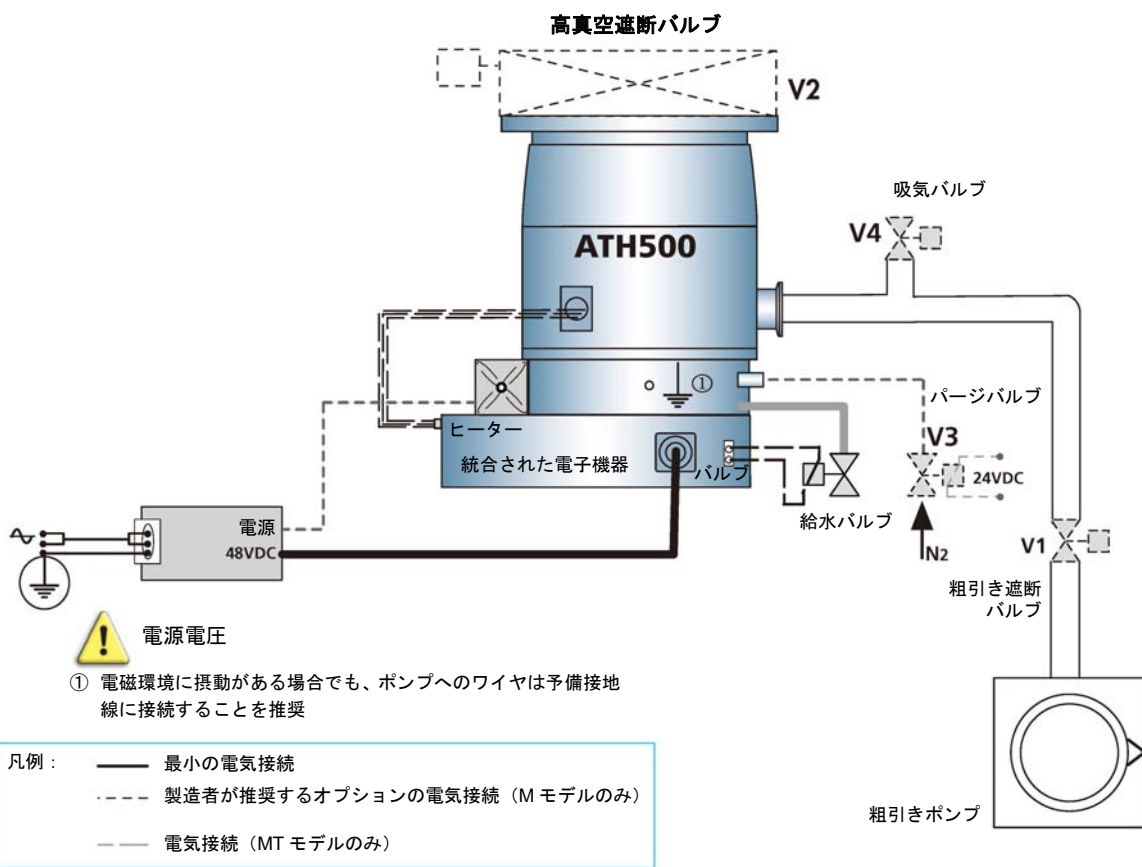 高真空遮断バルブ
V2
吸気バルブ
V4
ATH500
①
パージバルブ
ヒーター
V3
統合された電子機器
バルブ
24VDC
給水バルブ
電源
48VDC
N2
V1
粗引き遮断
バルブ
電源電圧
① 電磁環境に摂動がある場合でも、ポンプへのワイヤは予備接地
線に接続することを推奨
凡例：
最小の電気接続
製造者が推奨するオプションの電気接続（M モデルのみ）
電気接続（MT モデルのみ）
粗引きポンプ